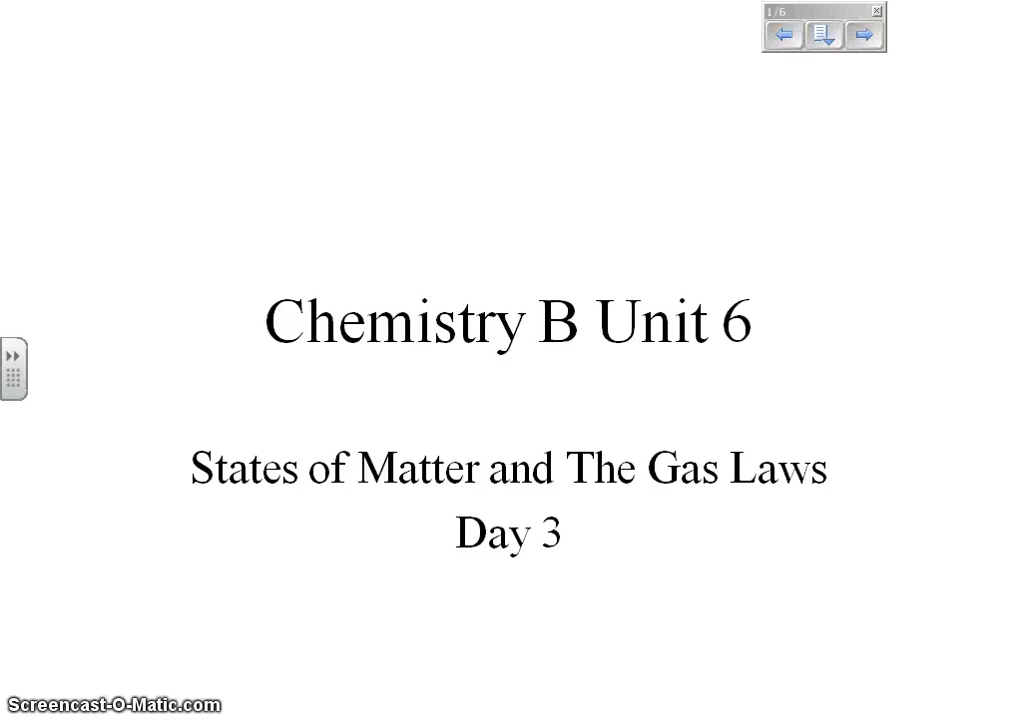 1/6
Chemistry B Unit 6
States of Matter and The Gas Laws
Day 3
Screencast-O-Matic.com